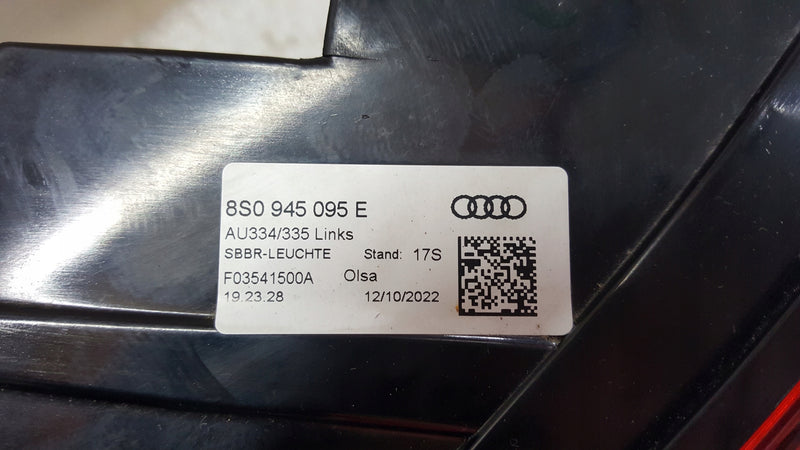 8S0 945 095 E
AU334/335 Links
SBBR-LEUCHTE Stand: 17S
F03541500A Olsa
19.23.28 12/10/2022